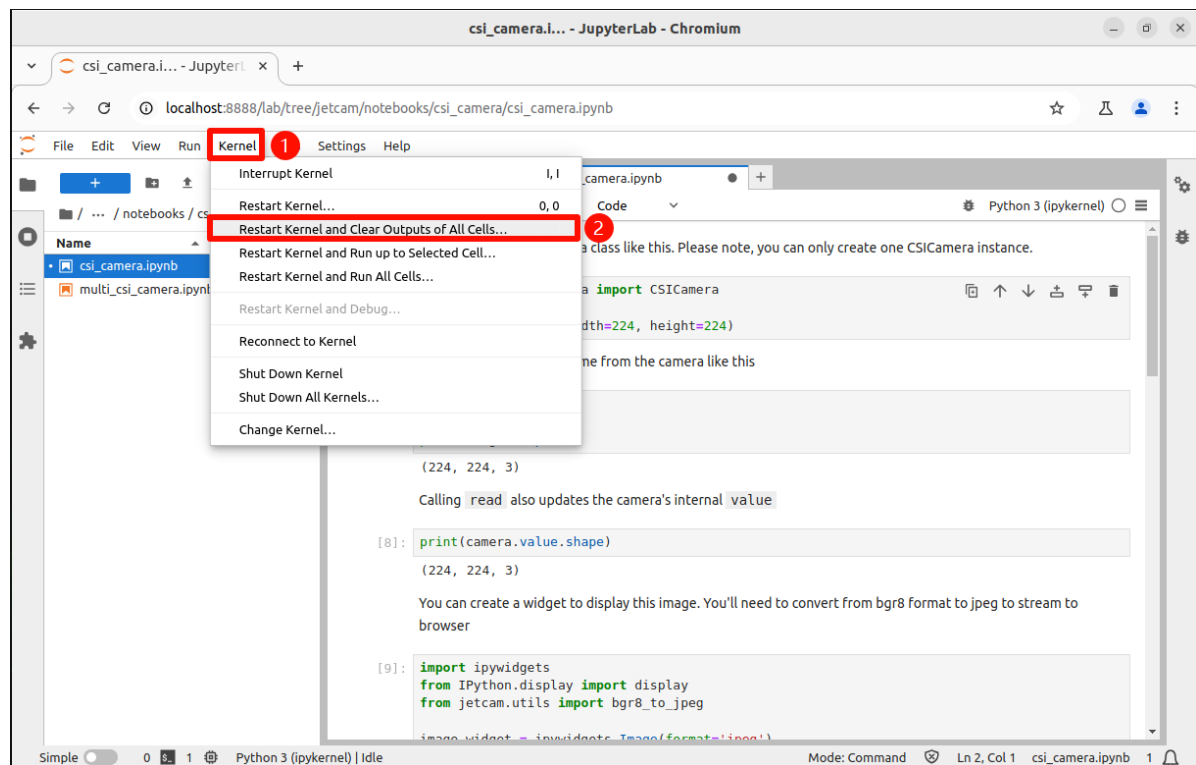 csi_camera.i... - JupyterLab - Chromium
csi_camera.i... - JupyterL
localhost:8888/lab/tree/jetcam/notebooks/csi_camera/csi_camera.ipynb
File Edit View Run Kernel 1 Settings Help
Interrupt Kernel I, I
Restart Kernel... 0, 0
Restart Kernel and Clear Outputs of All Cells... 2
Restart Kernel and Run up to Selected Cell...
Restart Kernel and Run All Cells...
Restart Kernel and Debug...
Reconnect to Kernel
Shut Down Kernel
Shut Down All Kernels...
Change Kernel...
/ ... / notebooks / cs
Name
csi_camera.ipynb
multi_csi_camera.ipynb
_camera.ipynb
Code Python 3 (ipykernel)
a class like this. Please note, you can only create one CSICamera instance.
a import CSICamera
dth=224, height=224)
me from the camera like this
(224, 224, 3)
Calling read also updates the camera's internal value
[8]: print(camera.value.shape)
(224, 224, 3)
You can create a widget to display this image. You'll need to convert from bgr8 format to jpeg to stream to
browser
[9]: import ipywidgets
from IPython.display import display
from jetcam.utils import bgr8_to_jpeg
image_widget = ipywidgets.Image(format='jpeg')
Simple 0 1 Python 3 (ipykernel) | Idle Mode: Command Ln 2, Col 1 csi_camera.ipynb 1